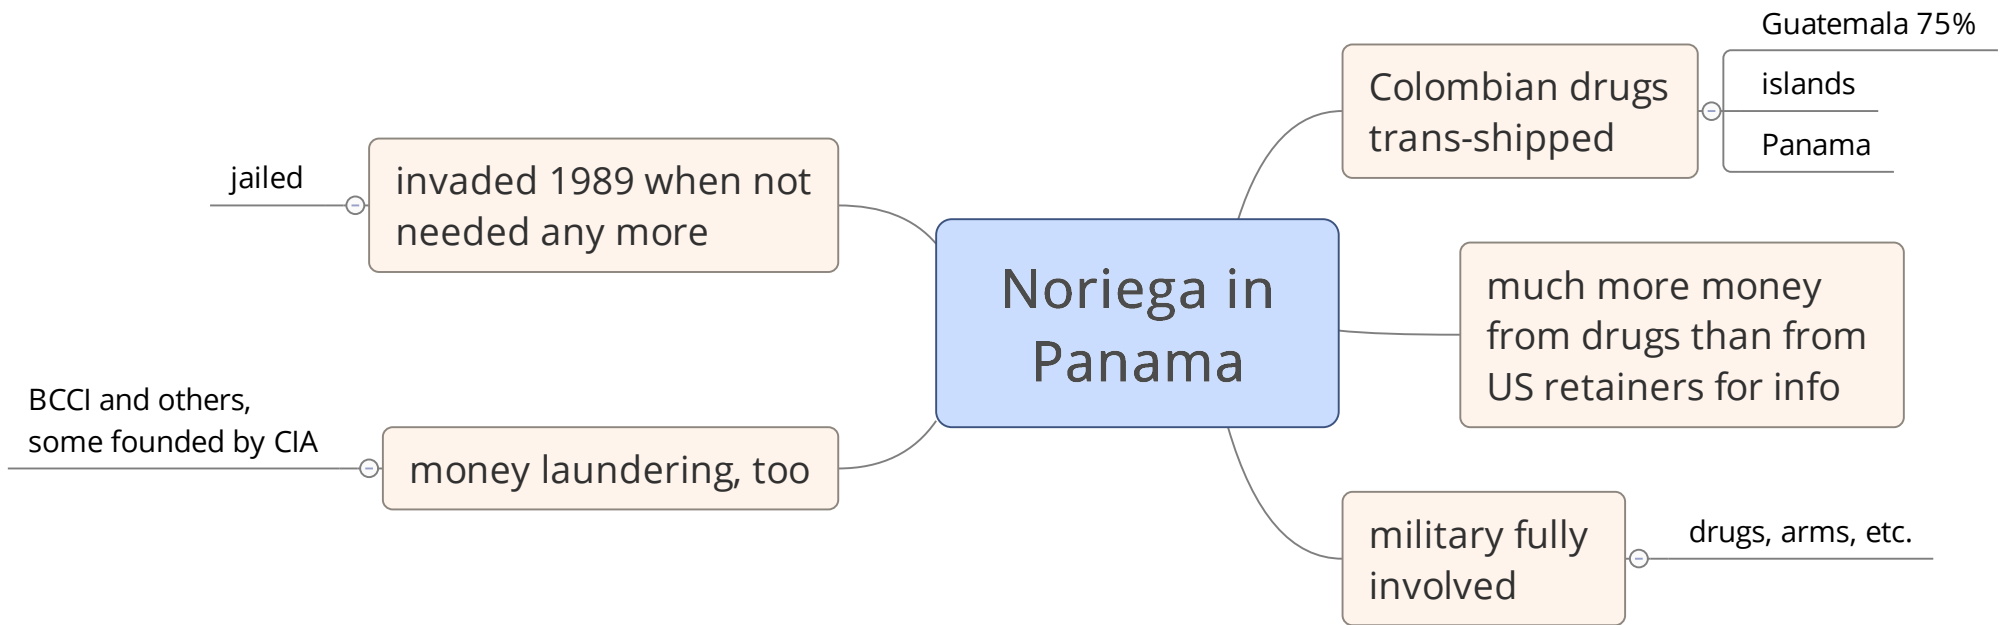 Noriega in
Panama
Colombian drugs
trans-shipped
Guatemala 75%
islands
Panama
much more money
from drugs than from
US retainers for info
military fully
involved
drugs, arms, etc.
invaded 1989 when not
needed any more
jailed
money laundering, too
BCCI and others,
some founded by CIA